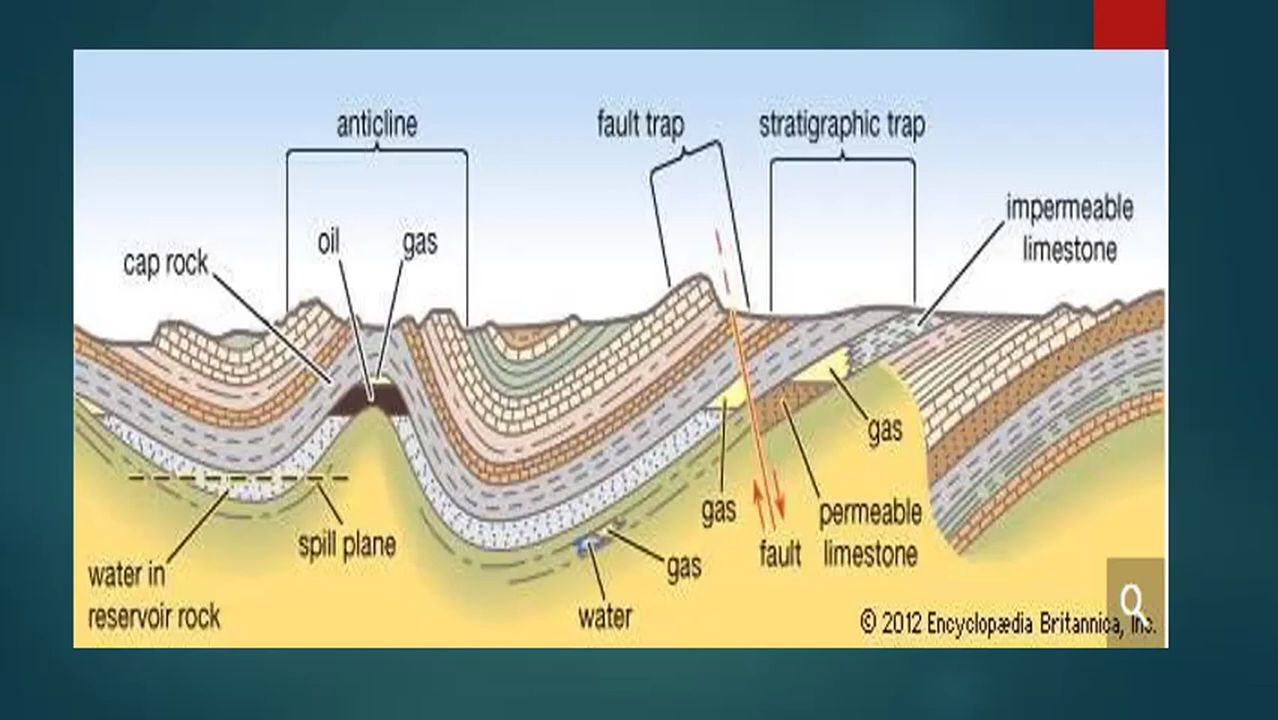 anticline
fault trap
stratigraphic trap
impermeable
limestone
oil
gas
cap rock
gas
gas
permeable
limestone
fault
spill plane
gas
water in
reservoir rock
water
© 2012 Encyclopædia Britannica, Inc.